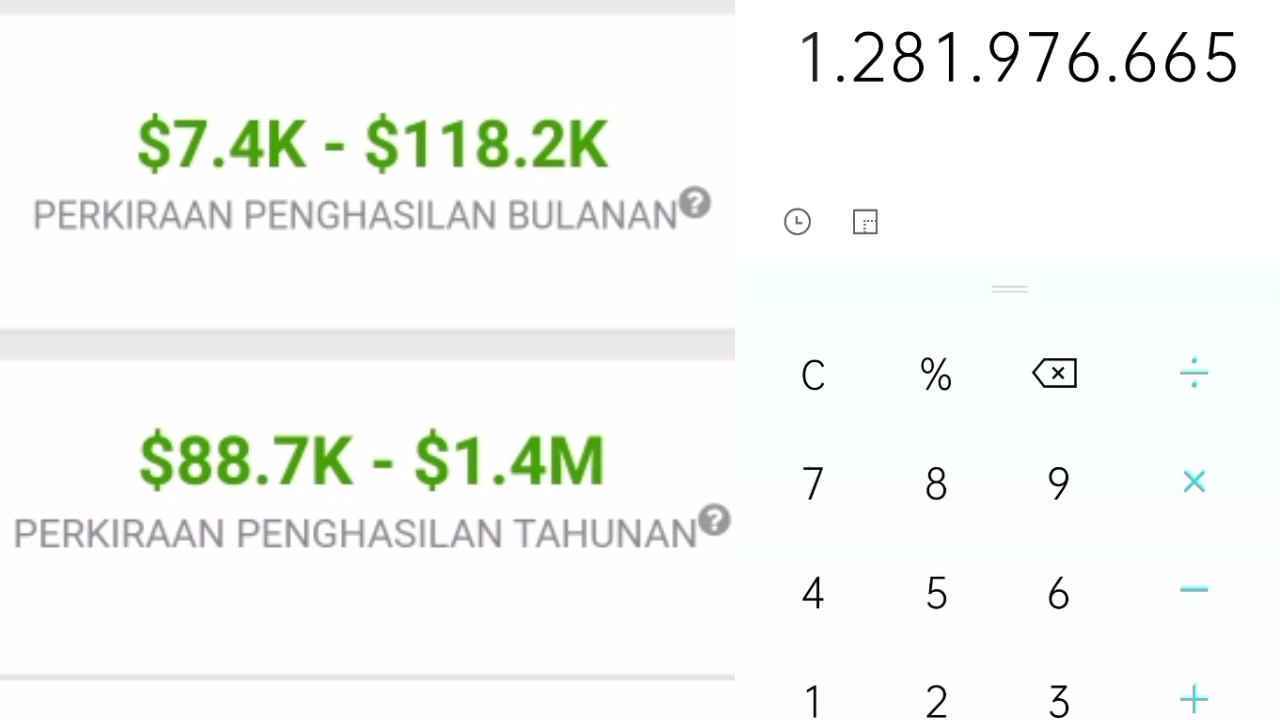 $7.4K - $118.2K
PERKIRAAN PENGHASILAN BULANAN?
$88.7K - $1.4M
PERKIRAAN PENGHASILAN TAHUNAN?
1.281.976.665
C % ÷
7 8 9 ×
4 5 6 −
1 2 3 +